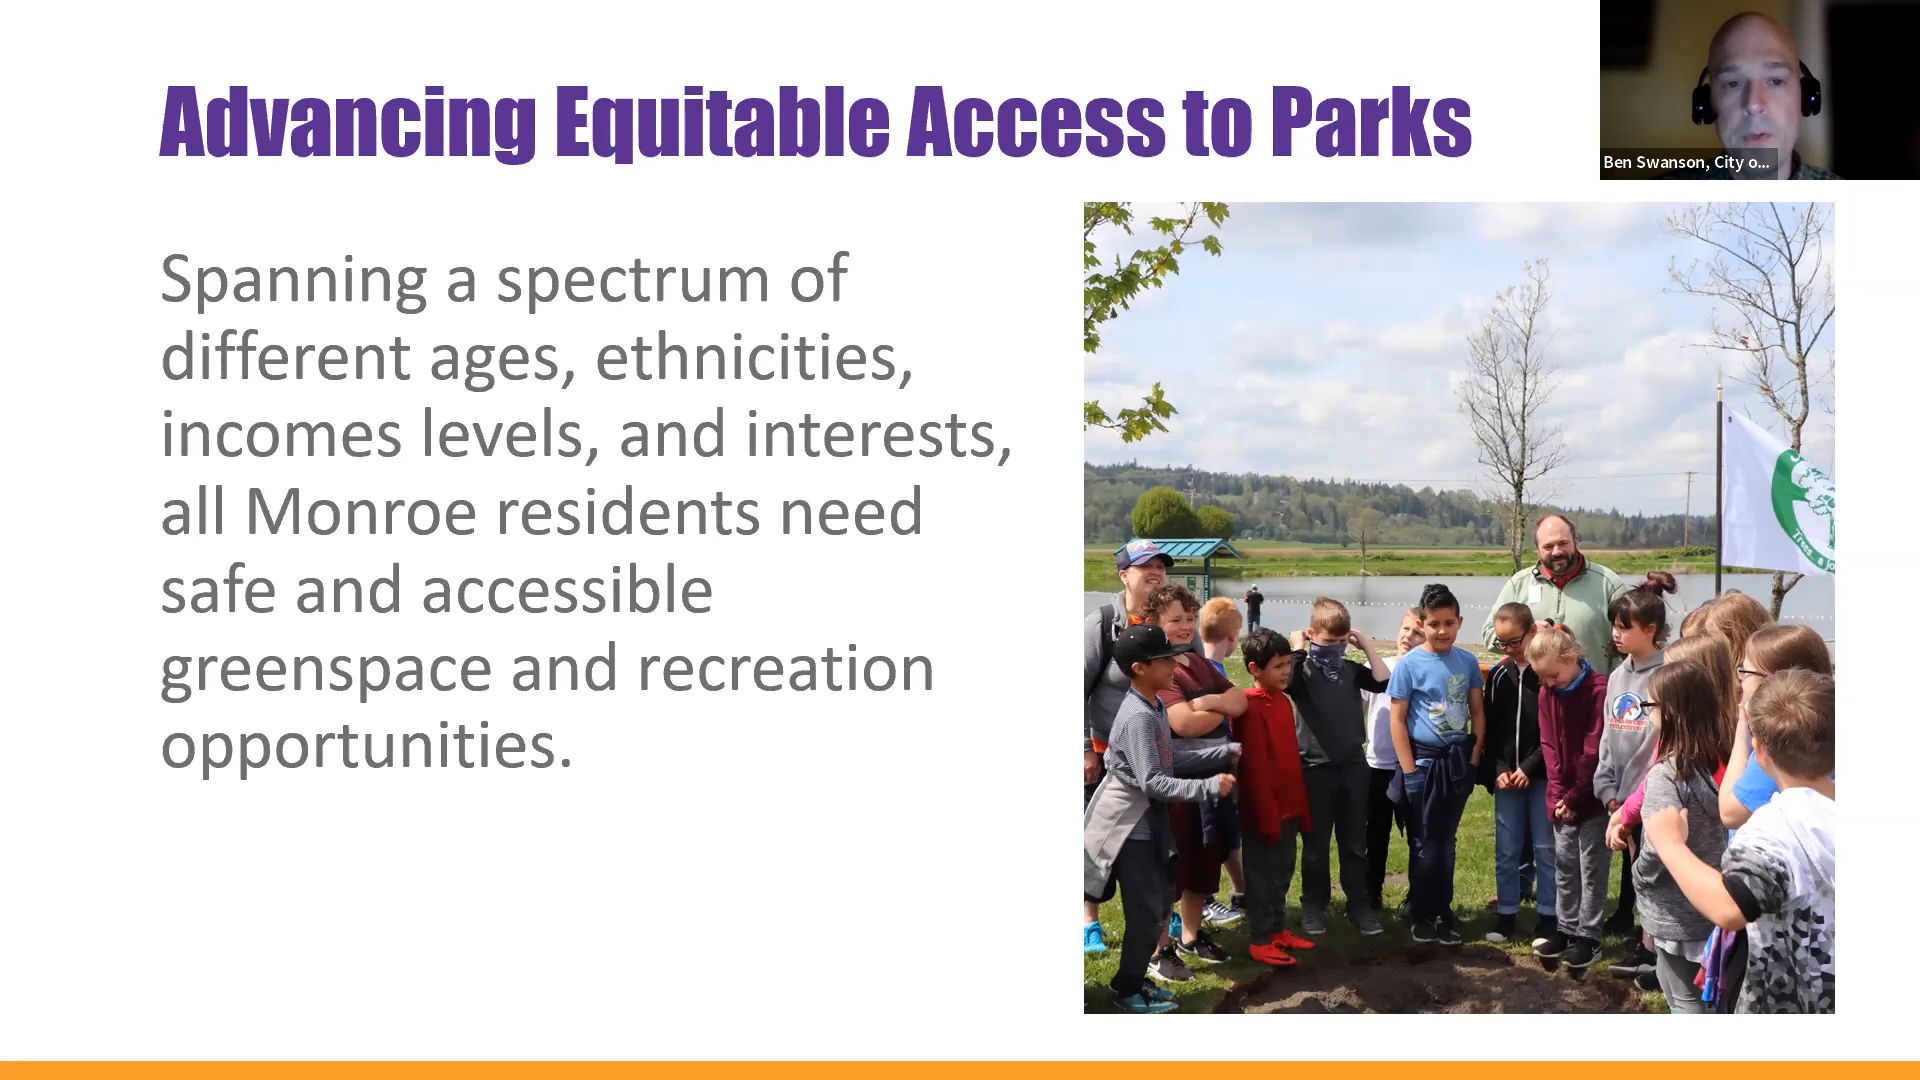 Advancing Equitable Access to Parks
Ben Swanson, City o...
Spanning a spectrum of
different ages, ethnicities,
incomes levels, and interests,
all Monroe residents need
safe and accessible
greenspace and recreation
opportunities.
Trees